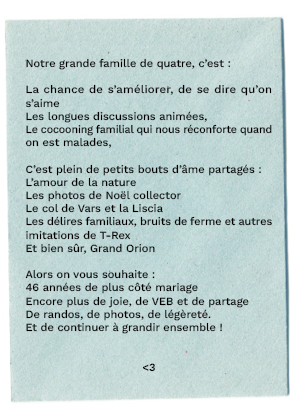 Notre grande famille de quatre, c'est :
La chance de s'améliorer, de se dire qu'on
s'aime
Les longues discussions animées,
Le cocooning familial qui nous réconforte quand
on est malades,
C'est plein de petits bouts d'âme partagés :
L'amour de la nature
Les photos de Noël collector
Le col de Vars et la Liscia
Les délires familiaux, bruits de ferme et autres
imitations de T-Rex
Et bien sûr, Grand Orion
Alors on vous souhaite :
46 années de plus côté mariage
Encore plus de joie, de VEB et de partage
De randos, de photos, de légèreté.
Et de continuer à grandir ensemble !
<3